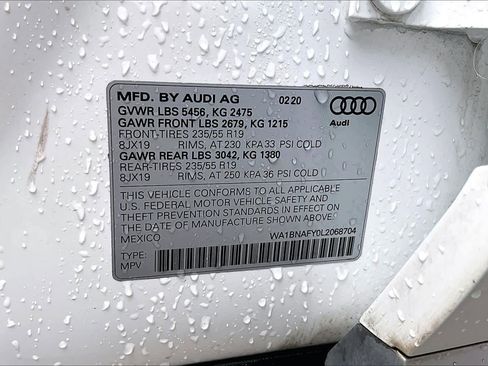 MFD. BY AUDI AG 02 20
GVWR LBS 5456, KG 2475
GAWR FRONT LBS 2679, KG 1215
FRONT-TIRES 235/55 R19
8JX19 RIMS, AT 230 KPA 33 PSI COLD
GAWR REAR LBS 3042, KG 1380
REAR-TIRES 235/55 R19
8JX19 RIMS, AT 250 KPA 36 PSI COLD
Audi
THIS VEHICLE CONFORMS TO ALL APPLICABLE
U.S. FEDERAL MOTOR VEHICLE SAFETY AND
THEFT PREVENTION STANDARDS IN EFFECT ON
THE DATE OF MANUFACTURE SHOWN ABOVE.
MEXICO WA1BNAFY0L2068704
TYPE:
MPV